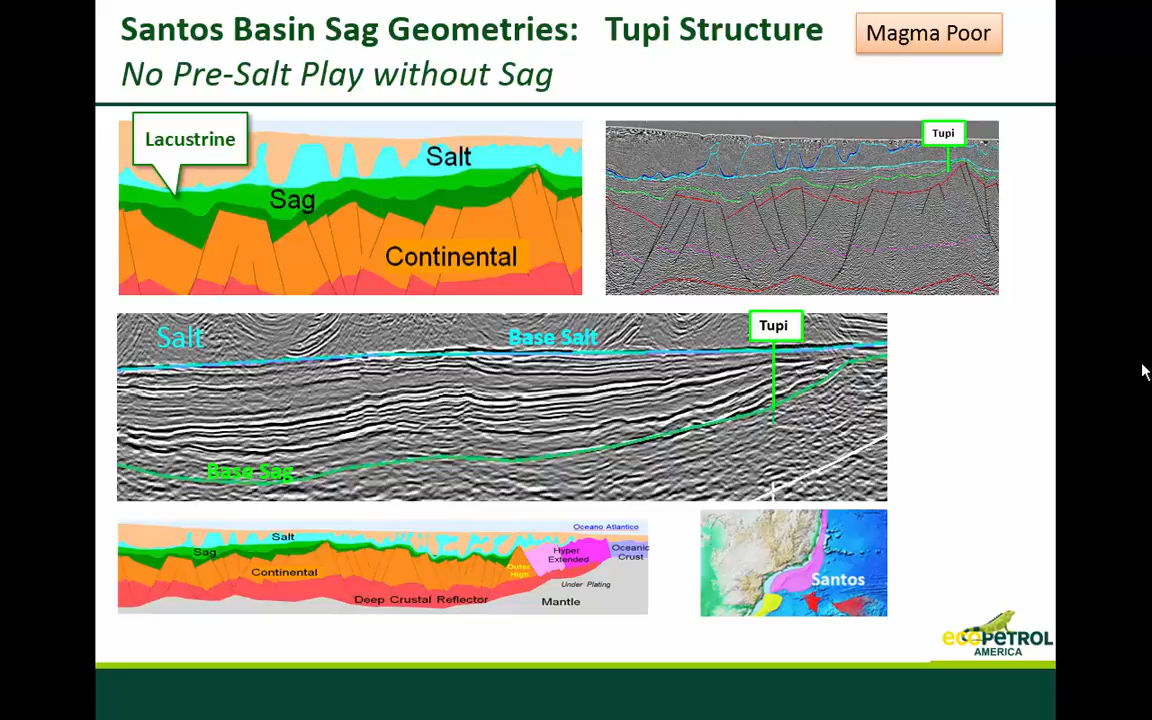 Santos Basin Sag Geometries: Tupi Structure
Magma Poor
No Pre-Salt Play without Sag
Lacustrine
Salt
Sag
Continental
Tupi
Salt
Base Salt
Tupi
Base Sag
Oceano Atlantico
Salt
Sag
Hyper
Extended
Oceanic
Crust
Continental
Outer
High
Under Plating
Deep Crustal Reflector
Mantle
Santos
ecoPETROL
AMERICA